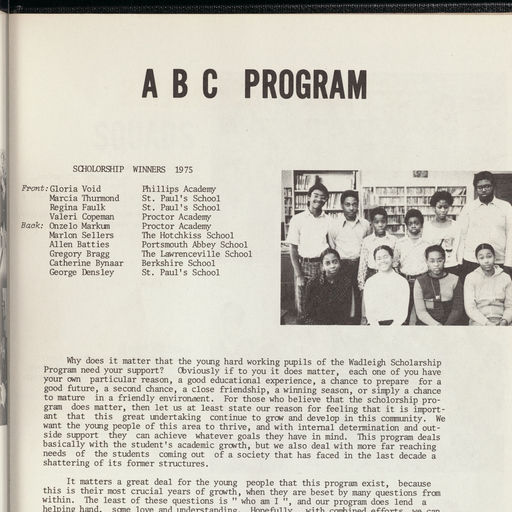 A B C PROGRAM
SCHOLORSHIP WINNERS 1975
Front: Gloria Void Phillips Academy
Marcia Thurmond St. Paul's School
Regina Faulk St. Paul's School
Valeri Copeman Proctor Academy
Back: Onzelo Markum Proctor Academy
Marlon Sellers The Hotchkiss School
Allen Batties Portsmouth Abbey School
Gregory Bragg The Lawrenceville School
Catherine Bynaar Berkshire School
George Densley St. Paul's School
Why does it matter that the young hard working pupils of the Wadleigh Scholarship
Program need your support? Obviously if to you it does matter, each one of you have
your own particular reason, a good educational experience, a chance to prepare for a
good future, a second chance, a close friendship, a winning season, or simply a chance
to mature in a friendly environment. For those who believe that the scholarship pro-
gram does matter, then let us at least state our reason for feeling that it is import-
ant that this great undertaking continue to grow and develop in this community. We
want the young people of this area to thrive, and with internal determination and out-
side support they can achieve whatever goals they have in mind. This program deals
basically with the student's academic growth, but we also deal with more far reaching
needs of the students coming out of a society that has faced in the last decade a
shattering of its former structures.
It matters a great deal for the young people that this program exist, because
this is their most crucial years of growth, when they are beset by many questions from
within. The least of these questions is " who am I ", and our program does lend a
helping hand, some love and understanding. Hopefully, with combined efforts, we can